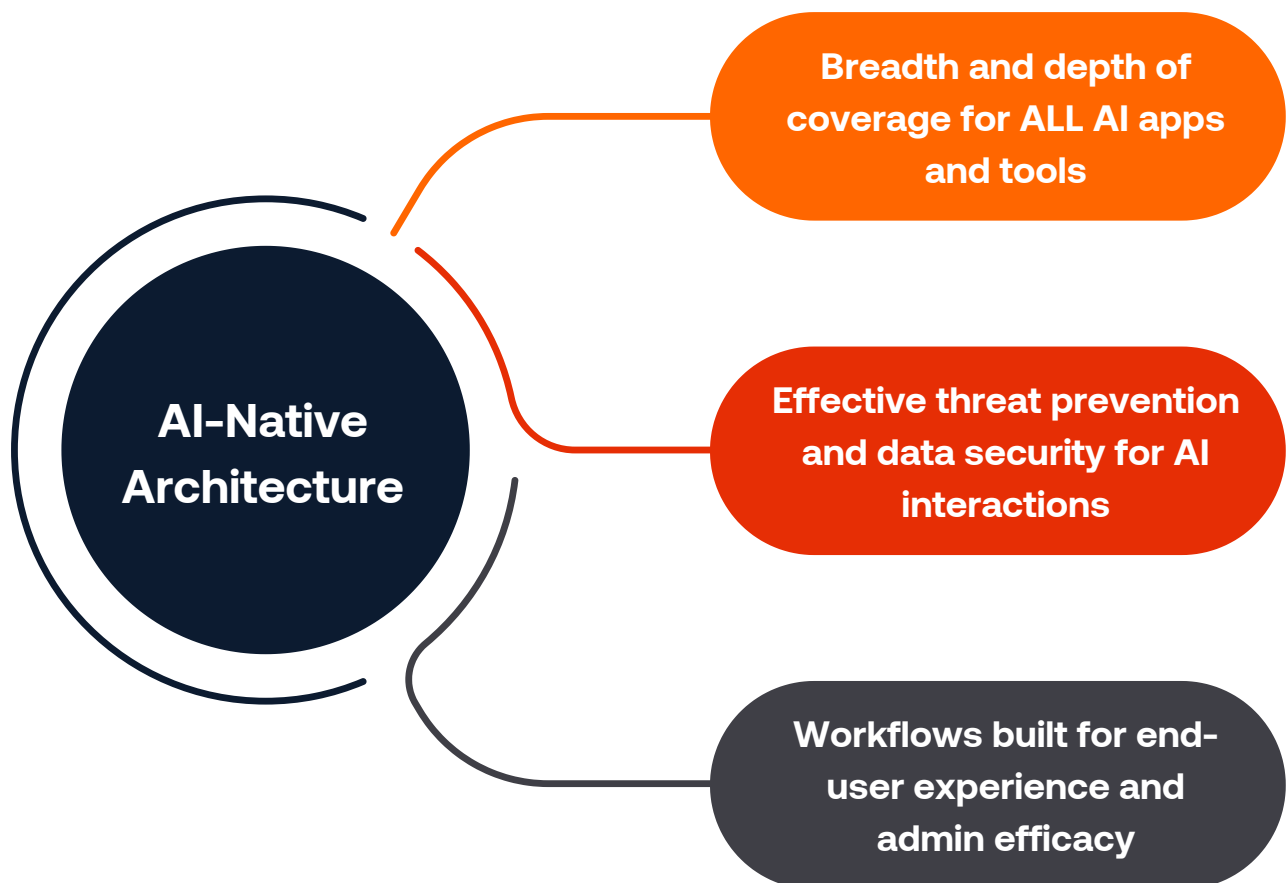 Breadth and depth of
coverage for ALL AI apps
and tools
AI-Native
Architecture
Effective threat prevention
and data security for AI
interactions
Workflows built for end-
user experience and
admin efficacy